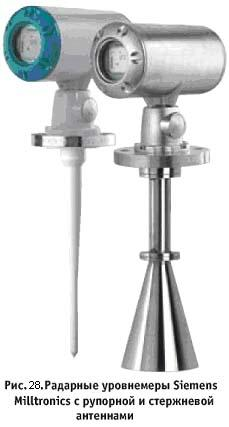 Рис. 28. Радарные уровнемеры Siemens
Milltronics с рупорной и стержневой
антеннами